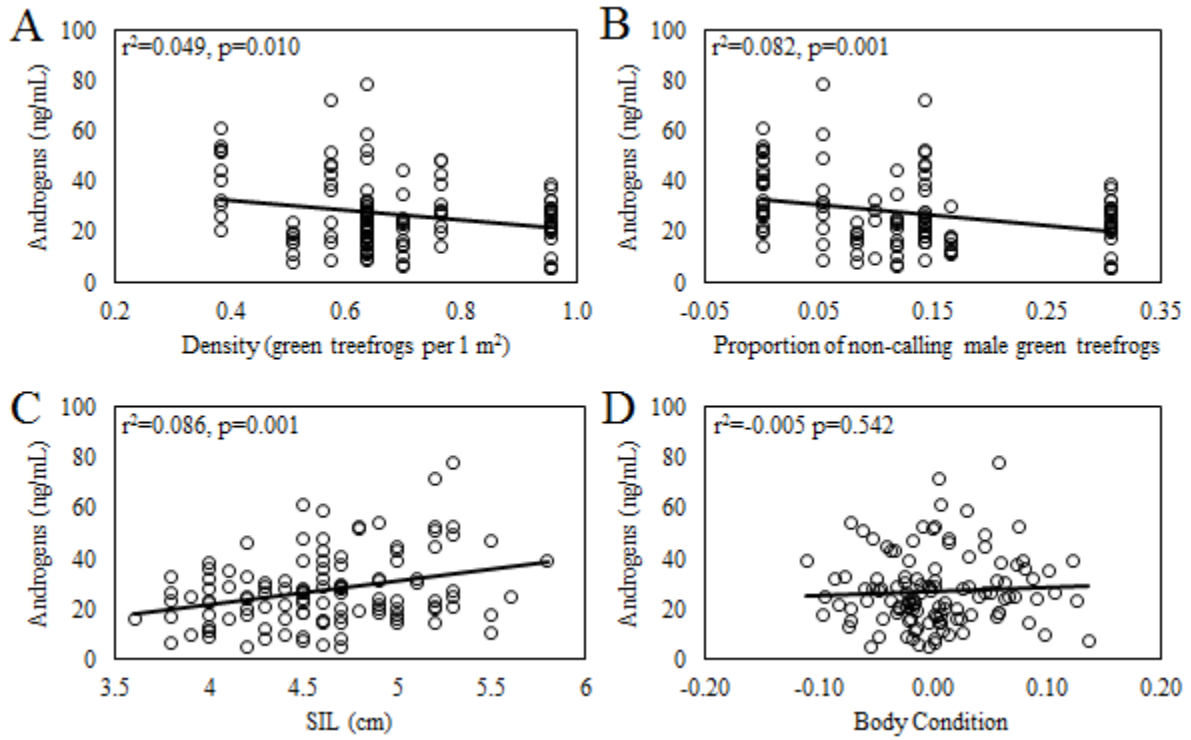 A
100
80
60
40
20
0
Androgens (ng/mL)
r²=0.049, p=0.010
0.2 0.4 0.6 0.8 1.0
Density (green treefrogs per 1 m²)
B
100
80
60
40
20
0
Androgens (ng/mL)
r²=0.082, p=0.001
-0.05 0.05 0.15 0.25 0.35
Proportion of non-calling male green treefrogs
C
100
80
60
40
20
0
Androgens (ng/mL)
r²=0.086, p=0.001
3.5 4 4.5 5 5.5 6
SIL (cm)
D
100
80
60
40
20
0
Androgens (ng/mL)
r²=-0.005 p=0.542
-0.20 -0.10 0.00 0.10 0.20
Body Condition